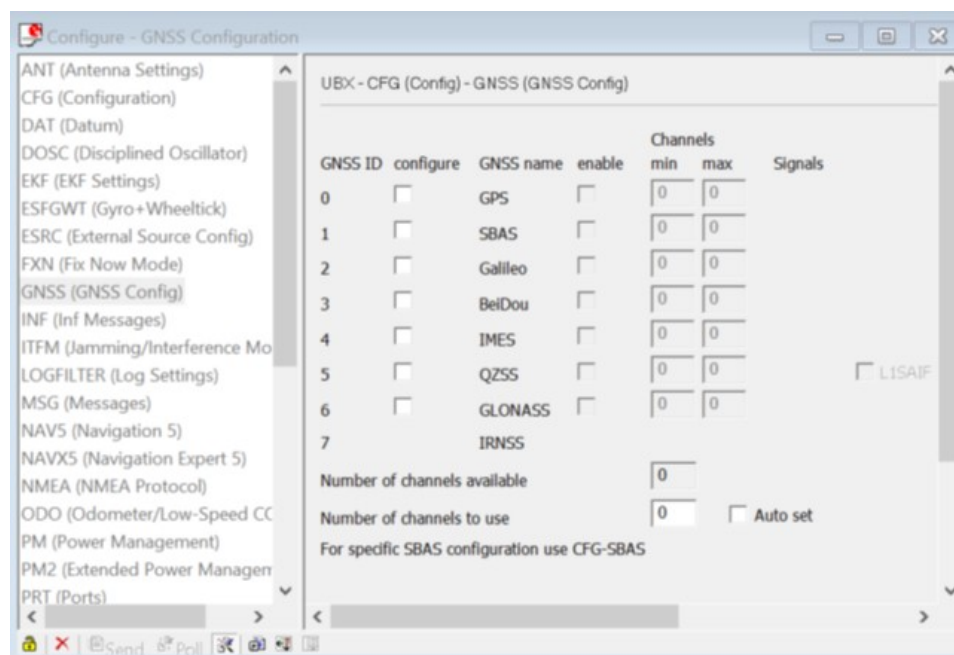 Configure - GNSS Configuration
ANT (Antenna Settings)
CFG (Configuration)
DAT (Datum)
DOSC (Disciplined Oscillator)
EKF (EKF Settings)
ESFGWT (Gyro+Wheeltick)
ESRC (External Source Config)
FXN (Fix Now Mode)
GNSS (GNSS Config)
INF (Inf Messages)
ITFM (Jamming/Interference Mo
LOGFILTER (Log Settings)
MSG (Messages)
NAV5 (Navigation 5)
NAVX5 (Navigation Expert 5)
NMEA (NMEA Protocol)
ODO (Odometer/Low-Speed CO
PM (Power Management)
PM2 (Extended Power Managem
PRT (Ports)
UBX - CFG (Config) - GNSS (GNSS Config)
Channels
GNSS ID configure GNSS name enable min max Signals
0 GPS 0 0
1 SBAS 0 0
2 Galileo 0 0
3 BeiDou 0 0
4 IMES 0 0
5 QZSS 0 0 L1SAIF
6 GLONASS 0 0
7 IRNSS
Number of channels available 0
Number of channels to use 0 Auto set
For specific SBAS configuration use CFG-SBAS
Send Poll